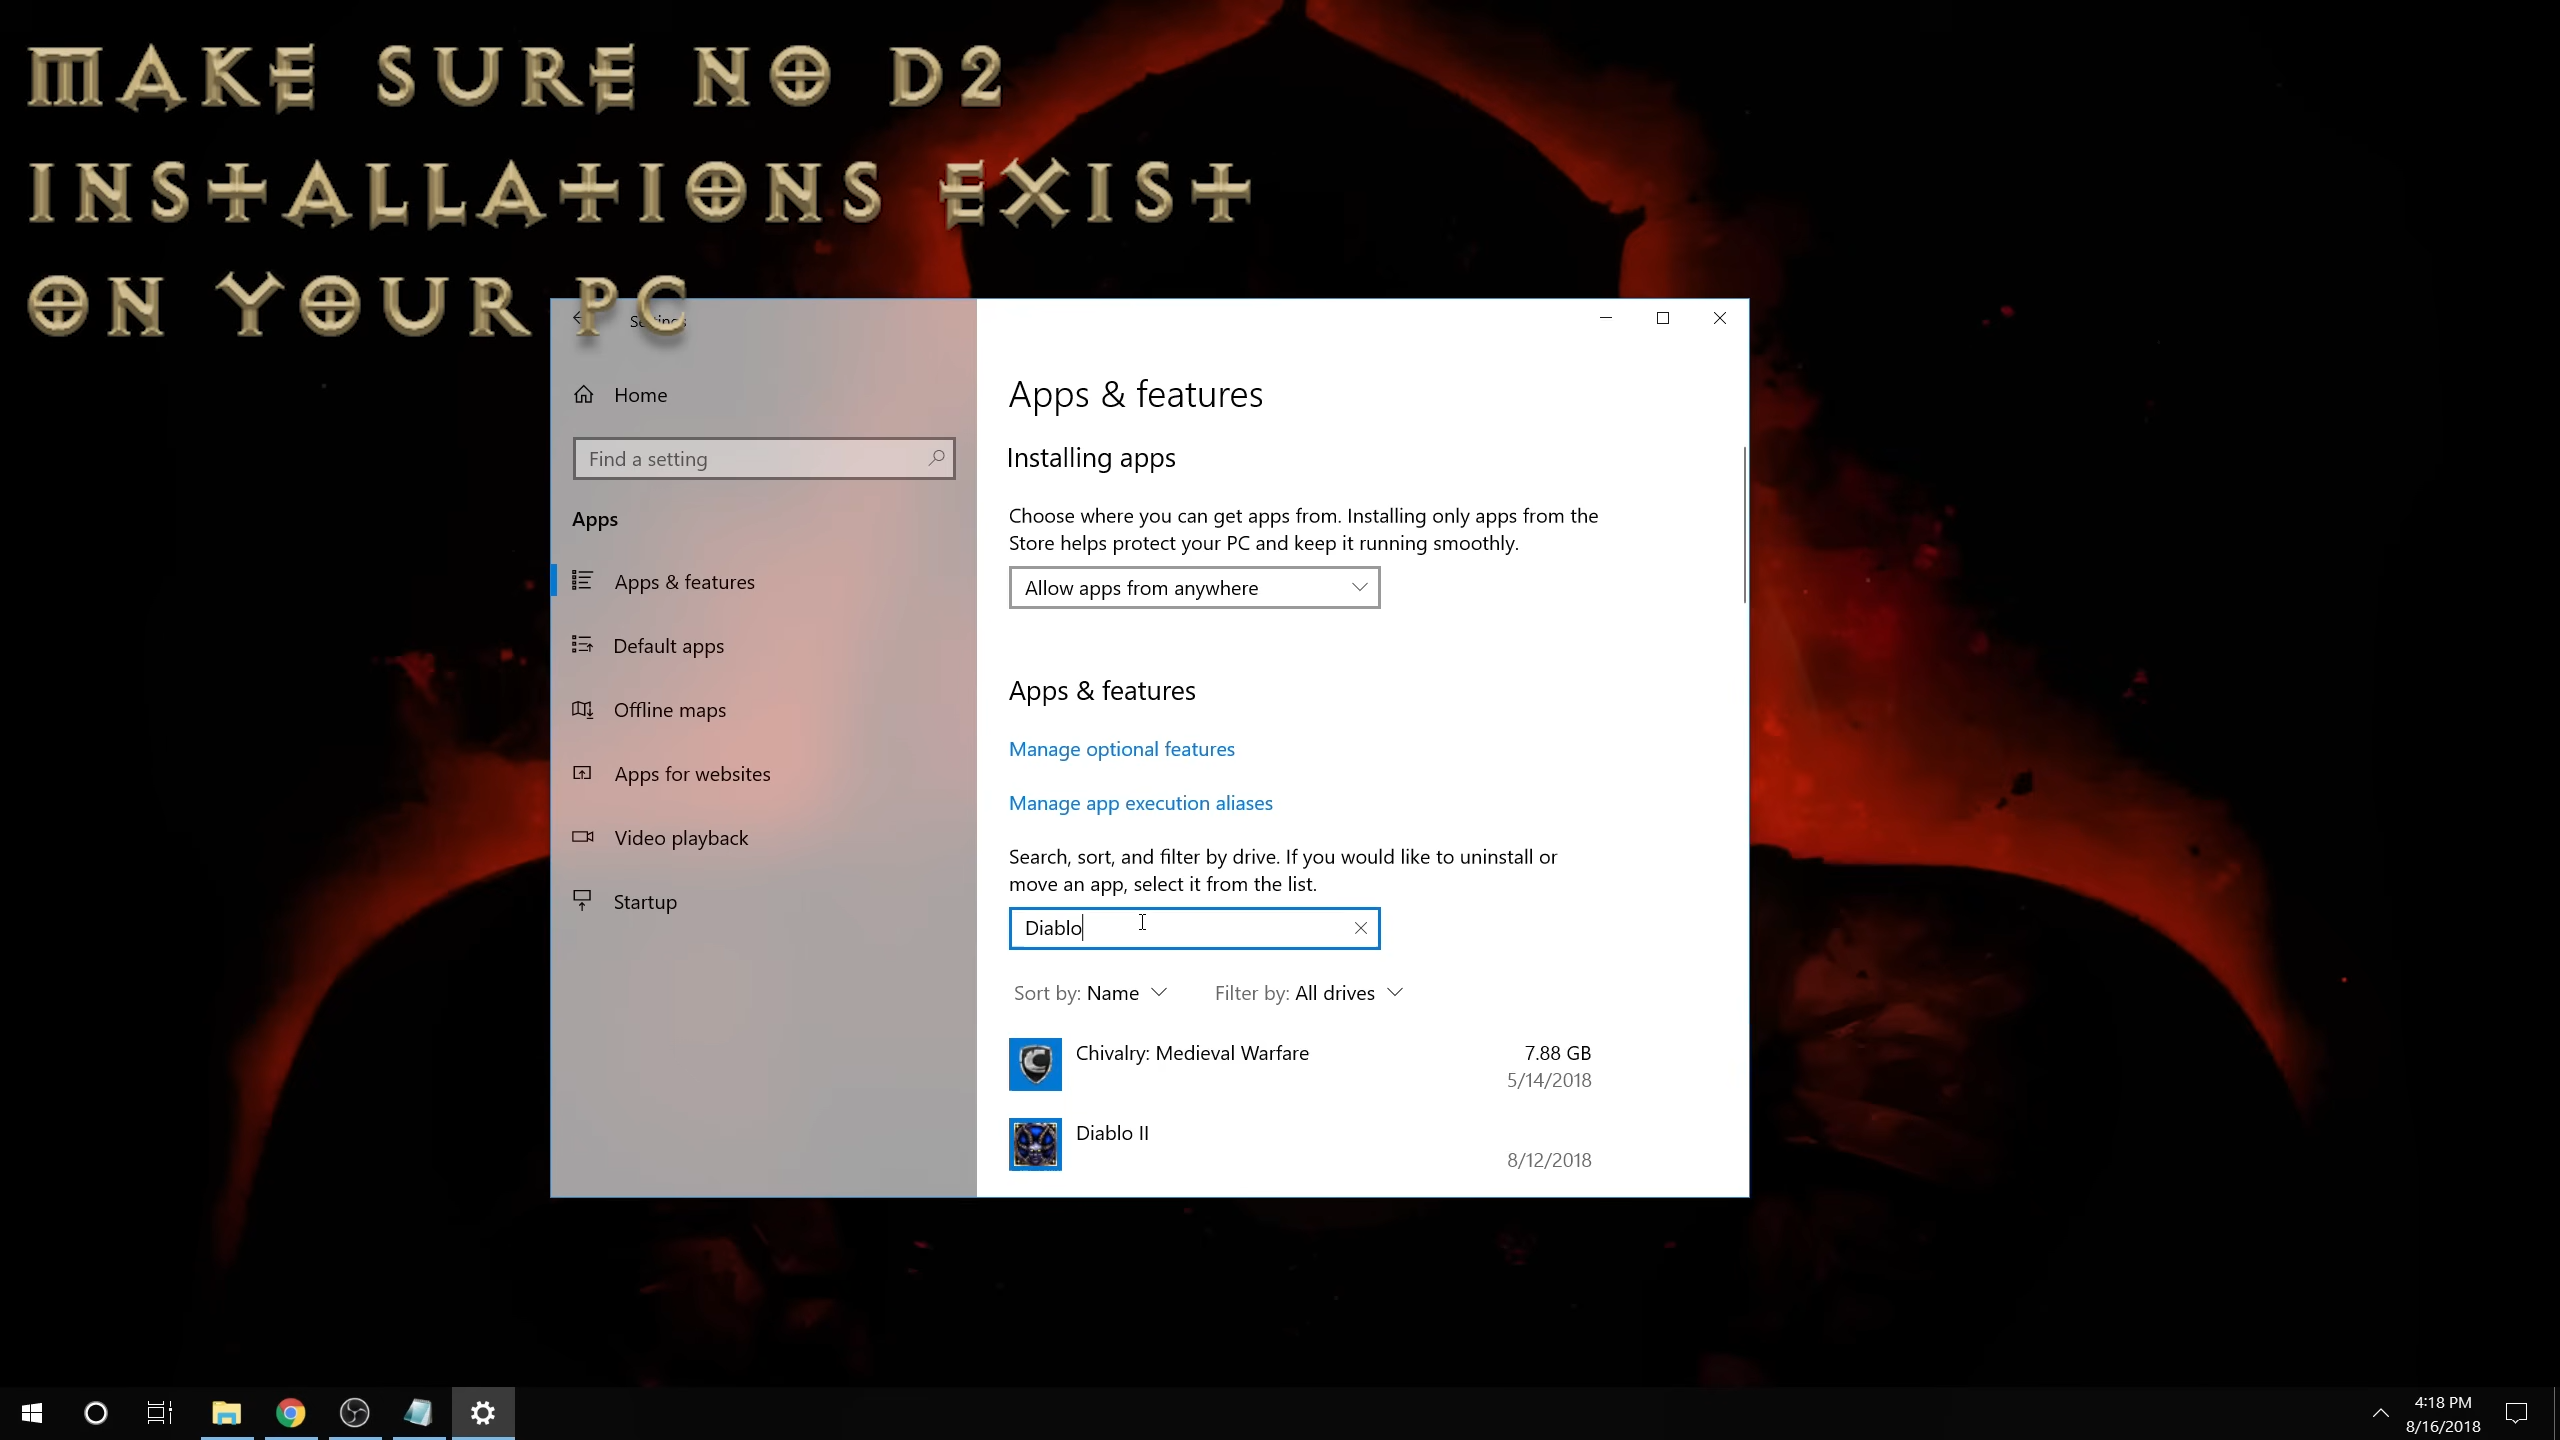 MAKE SURE NO D2
INSTALLATIONS EXIST
ON YOUR PC
Settings
Home
Find a setting
Apps
Apps & features
Default apps
Offline maps
Apps for websites
Video playback
Startup
Apps & features
Installing apps
Choose where you can get apps from. Installing only apps from the
Store helps protect your PC and keep it running smoothly.
Allow apps from anywhere
Apps & features
Manage optional features
Manage app execution aliases
Search, sort, and filter by drive. If you would like to uninstall or
move an app, select it from the list.
Diablo
Sort by: Name Filter by: All drives
Chivalry: Medieval Warfare 7.88 GB
5/14/2018
Diablo II
8/12/2018
4:18 PM
8/16/2018